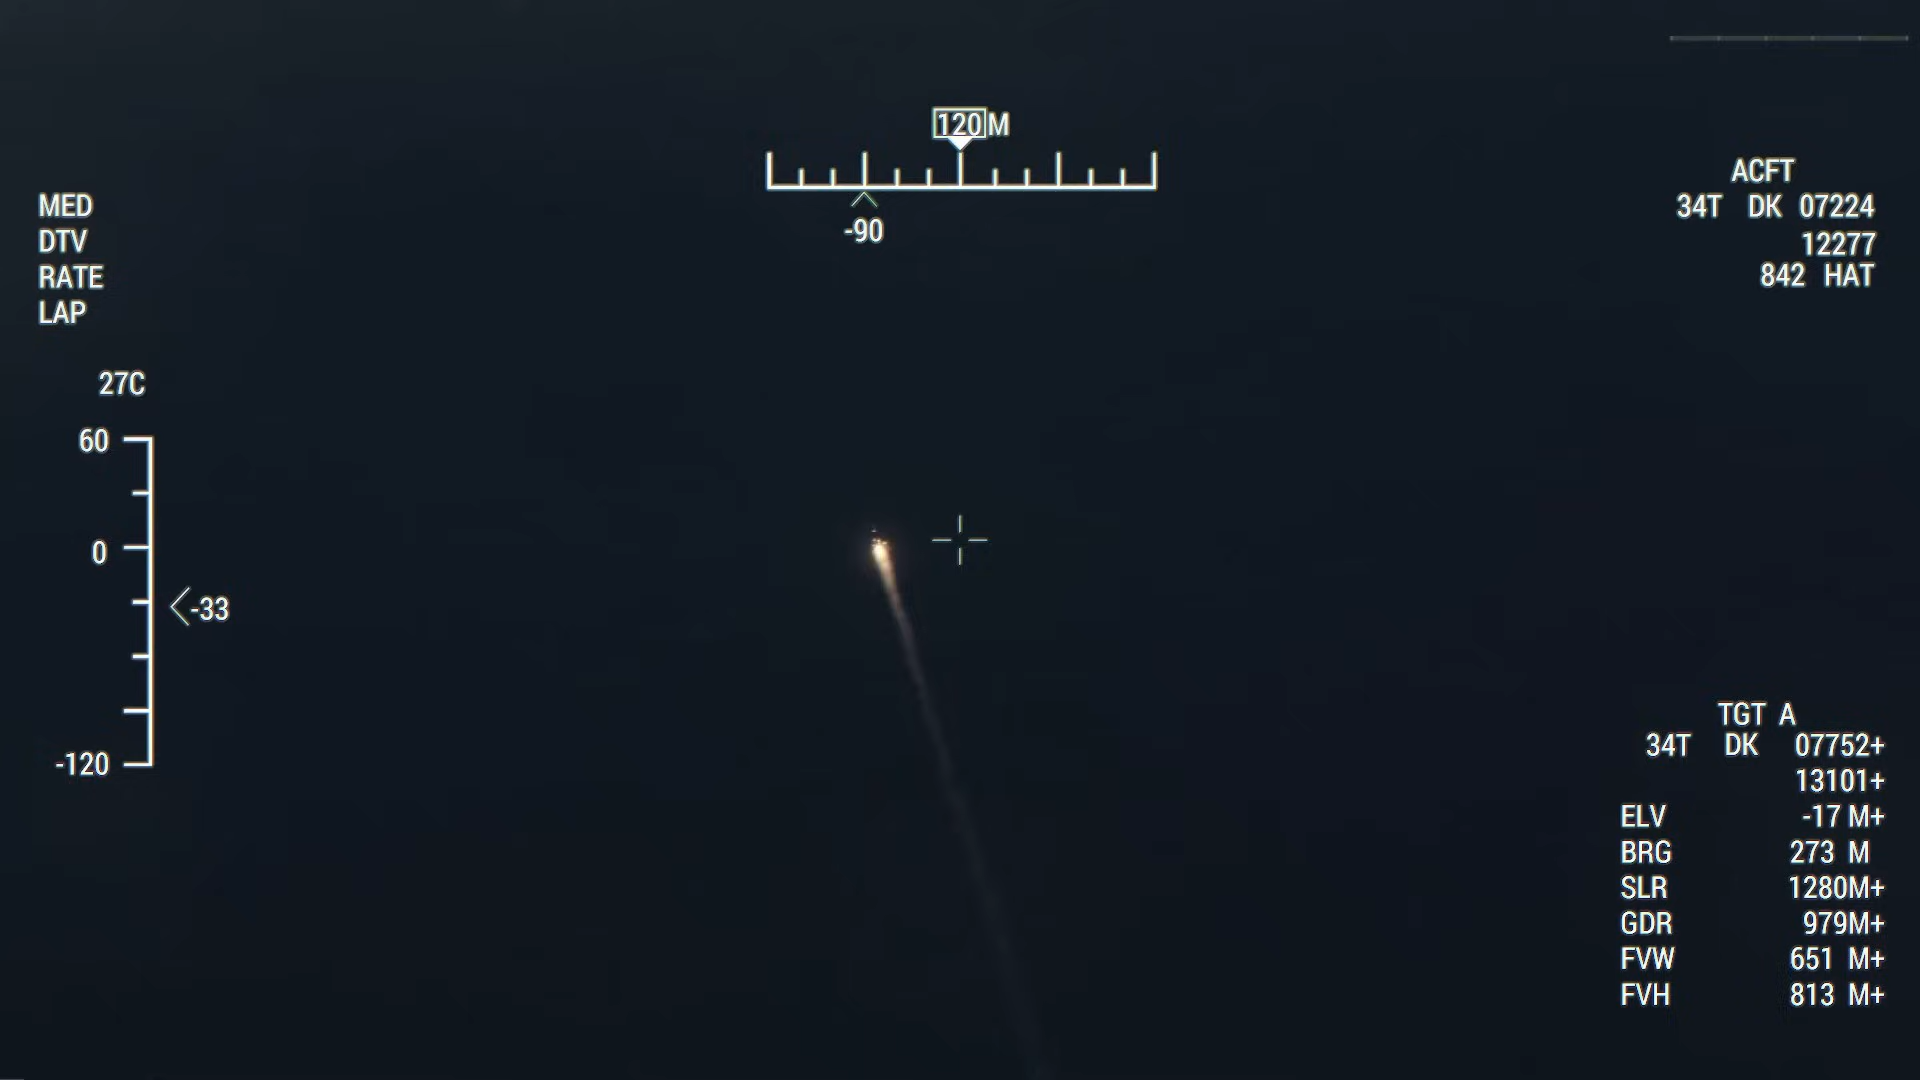 120M
-90
MED
DTV
RATE
LAP
27C
60
0
-33
-120
ACFT
34T DK 07224
12277
842 HAT
TGT A
34T DK 07752+
13101+
ELV -17 M+
BRG 273 M
SLR 1280M+
GDR 979M+
FVW 651 M+
FVH 813 M+